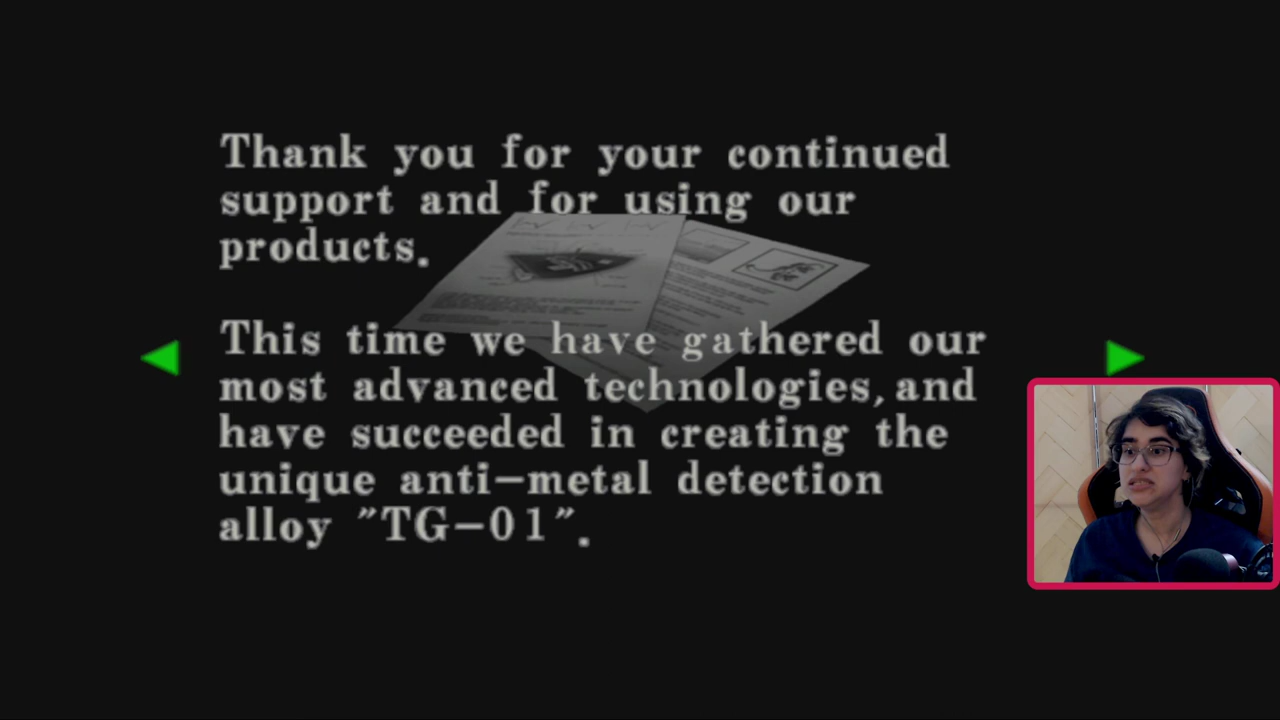 Thank you for your continued
support and for using our
products.
This time we have gathered our
most advanced technologies, and
have succeeded in creating the
unique anti-metal detection
alloy "TG-01".